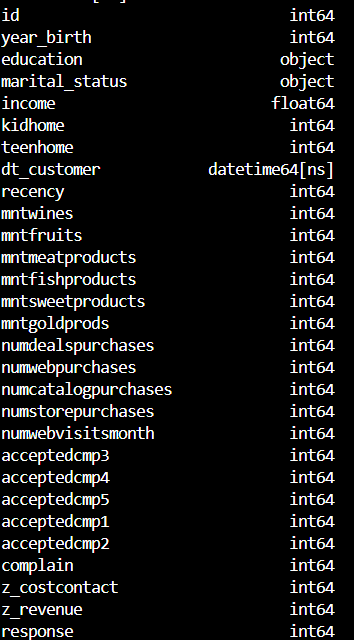 id int64
year_birth int64
education object
marital_status object
income float64
kidhome int64
teenhome int64
dt_customer datetime64[ns]
recency int64
mntwines int64
mntfruits int64
mntmeatproducts int64
mntfishproducts int64
mntsweetproducts int64
mntgoldprods int64
numdealspurchases int64
numwebpurchases int64
numcatalogpurchases int64
numstorepurchases int64
numwebvisitsmonth int64
acceptedcmp3 int64
acceptedcmp4 int64
acceptedcmp5 int64
acceptedcmp1 int64
acceptedcmp2 int64
complain int64
z_costcontact int64
z_revenue int64
response int64